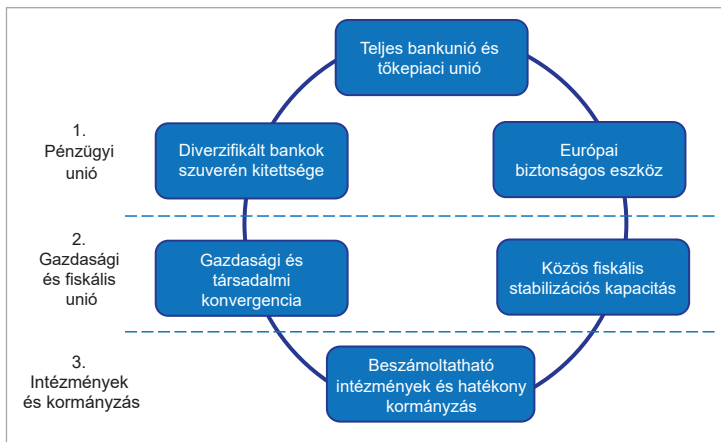 Teljes bankunió és
tőkepiaci unió
1.
Pénzügyi
unió
Diverzifikált bankok
szuverén kitettsége
Európai
biztonságos eszköz
2.
Gazdasági
és fiskális
unió
Gazdasági és
társadalmi
konvergencia
Közös fiskális
stabilizációs kapacitás
3.
Intézmények
és kormányzás
Beszámoltatható
intézmények és hatékony
kormányzás